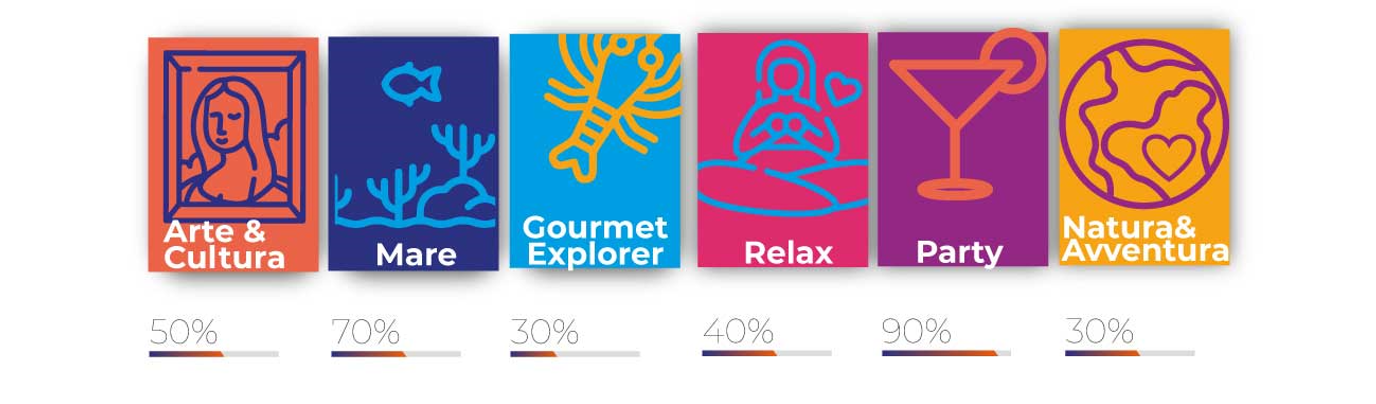 Arte &
Cultura
Mare
Gourmet
Explorer
Relax
Party
Natura&
Avventura
50%
70%
30%
40%
90%
30%